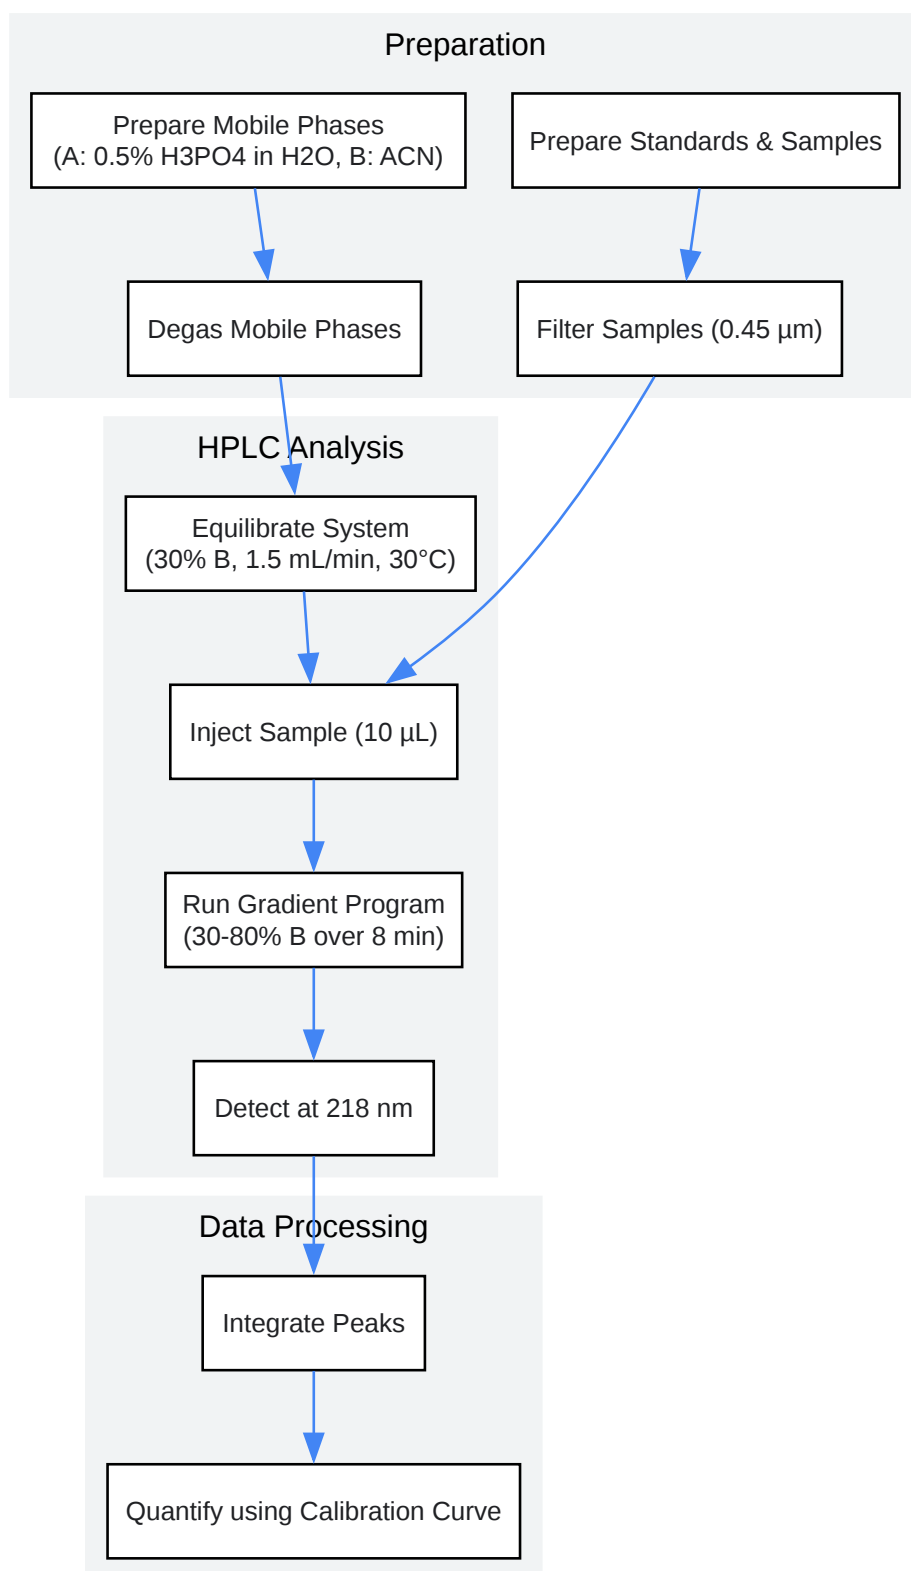 Preparation
Prepare Mobile Phases
(A: 0.5% H3PO4 in H2O, B: ACN)
Prepare Standards & Samples
Degas Mobile Phases
Filter Samples (0.45 µm)
HPLC Analysis
Equilibrate System
(30% B, 1.5 mL/min, 30°C)
Inject Sample (10 µL)
Run Gradient Program
(30-80% B over 8 min)
Detect at 218 nm
Data Processing
Integrate Peaks
Quantify using Calibration Curve